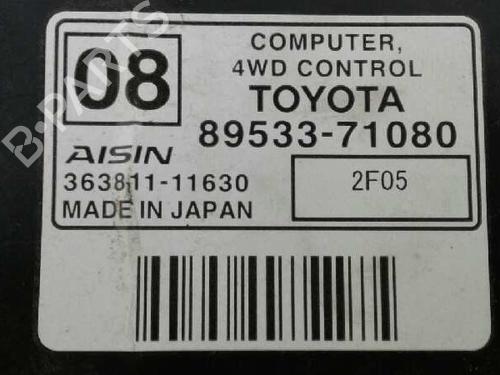 08
COMPUTER,
4WD CONTROL
TOYOTA
89533-71080
AISIN
363811-11630
2F05
MADE IN JAPAN
B-PARTS